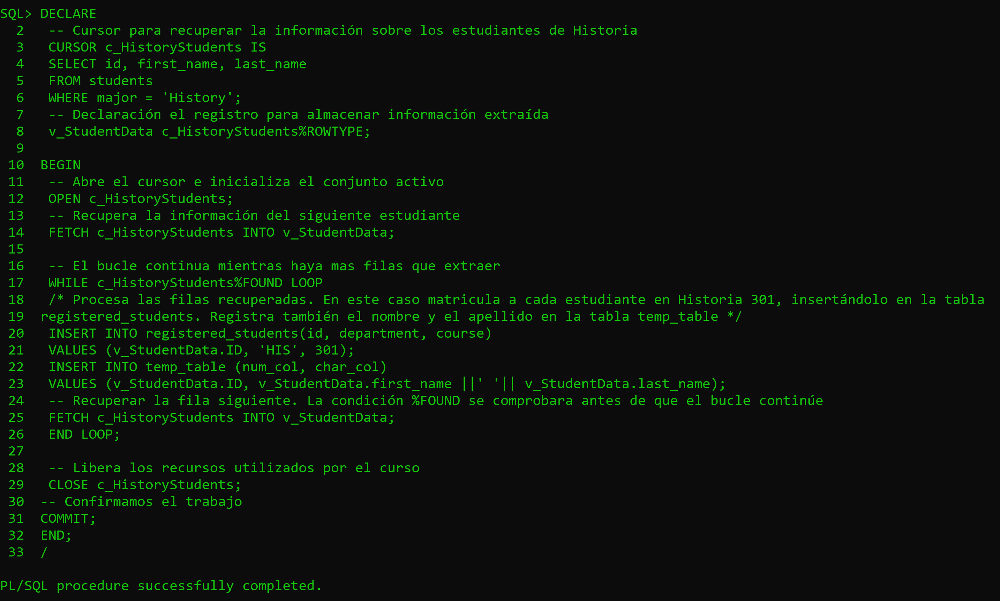 SQL> DECLARE
2 -- Cursor para recuperar la información sobre los estudiantes de Historia
3 CURSOR c_HistoryStudents IS
4 SELECT id, first_name, last_name
5 FROM students
6 WHERE major = 'History';
7 -- Declaración el registro para almacenar información extraída
8 v_StudentData c_HistoryStudents%ROWTYPE;
9
10 BEGIN
11 -- Abre el cursor e inicializa el conjunto activo
12 OPEN c_HistoryStudents;
13 -- Recupera la información del siguiente estudiante
14 FETCH c_HistoryStudents INTO v_StudentData;
15
16 -- El bucle continua mientras haya mas filas que extraer
17 WHILE c_HistoryStudents%FOUND LOOP
18 /* Procesa las filas recuperadas. En este caso matricula a cada estudiante en Historia 301, insertándolo en la tabla
19 registered_students. Registra también el nombre y el apellido en la tabla temp_table */
20 INSERT INTO registered_students(id, department, course)
21 VALUES (v_StudentData.ID, 'HIS', 301);
22 INSERT INTO temp_table (num_col, char_col)
23 VALUES (v_StudentData.ID, v_StudentData.first_name ||' '|| v_StudentData.last_name);
24 -- Recuperar la fila siguiente. La condición %FOUND se comprobara antes de que el bucle continúe
25 FETCH c_HistoryStudents INTO v_StudentData;
26 END LOOP;
27
28 -- Libera los recursos utilizados por el curso
29 CLOSE c_HistoryStudents;
30 -- Confirmamos el trabajo
31 COMMIT;
32 END;
33 /
PL/SQL procedure successfully completed.